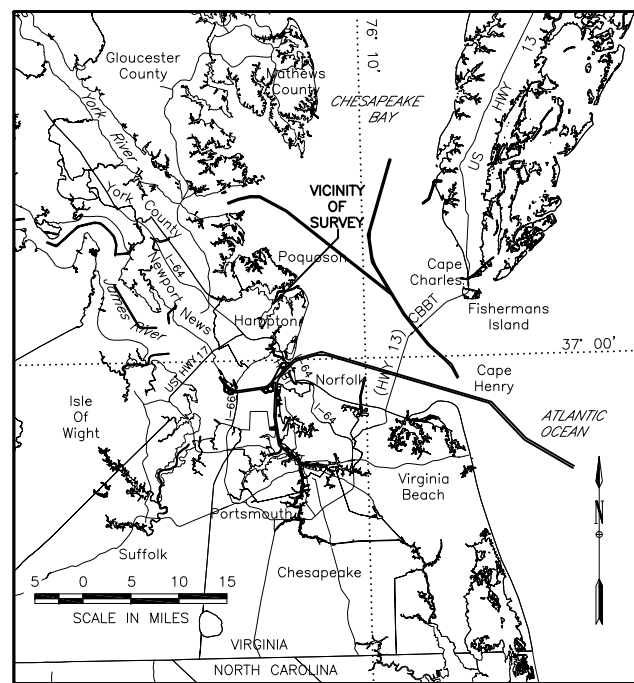 76° 10'
Gloucester
County
Mathews
County
CHESAPEAKE
BAY
US HWY 13
York River
VICINITY
OF
SURVEY
York County
I-64
Poquoson
Newport News
Cape
Charles
Fishermans
Island
CBBT
(HWY 13)
James River
Hampton
37° 00'
US HWY 17
I-64
Norfolk
Cape
Henry
I-664
I-64
Isle
Of
Wight
ATLANTIC
OCEAN
Virginia
Beach
N
Portsmouth
Suffolk
Chesapeake
5 0 5 10 15
SCALE IN MILES
VIRGINIA
NORTH CAROLINA